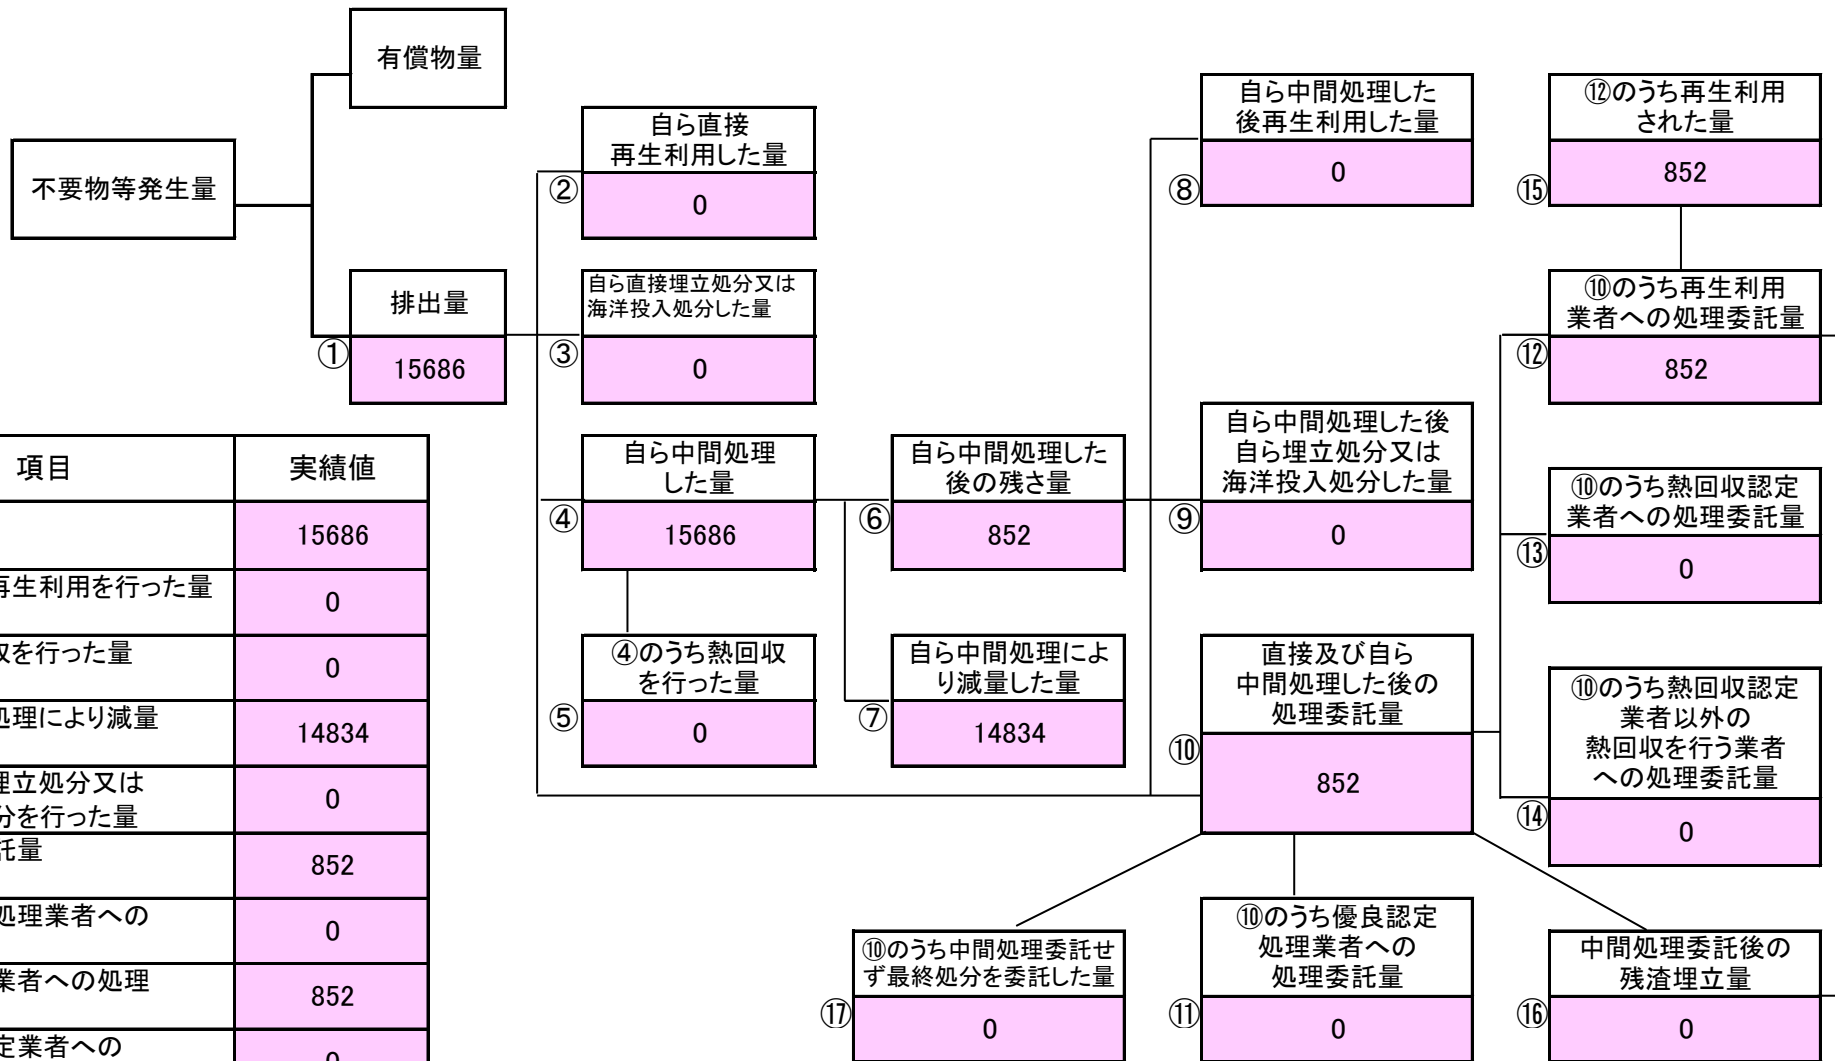 有償物量
不要物等発生量
排出量
①
15686
自ら直接
再生利用した量
②
0
自ら直接埋立処分又は
海洋投入処分した量
③
0
自ら中間処理
した量
④
15686
④のうち熱回収
を行った量
⑤
0
自ら中間処理した
後の残さ量
⑥
852
自ら中間処理によ
り減量した量
⑦
14834
自ら中間処理した
後再生利用した量
⑧
0
自ら中間処理した後
自ら埋立処分又は
海洋投入処分した量
⑨
0
直接及び自ら
中間処理した後の
処理委託量
⑩
852
⑫のうち再生利用
された量
⑮
852
⑩のうち再生利用
業者への処理委託量
⑫
852
⑩のうち熱回収認定
業者への処理委託量
⑬
0
⑩のうち熱回収認定
業者以外の
熱回収を行う業者
への処理委託量
⑭
0
⑩のうち中間処理委託せ
ず最終処分を委託した量
⑰
0
⑩のうち優良認定
処理業者への
処理委託量
⑪
0
中間処理委託後の
残渣埋立量
⑯
0
項目 実績値
15686
再生利用を行った量 0
収を行った量 0
処理により減量 14834
埋立処分又は
分を行った量 0
託量 852
処理業者への 0
業者への処理 852
定業者への 0